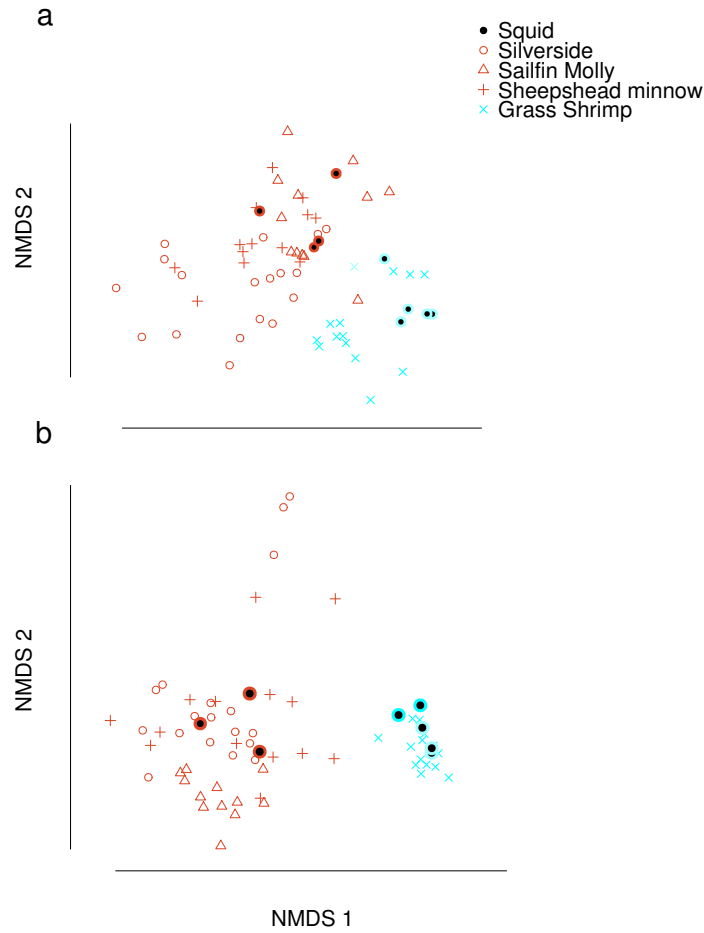 a
Squid
Silverside
Sailfin Molly
Sheepshead minnow
Grass Shrimp
NMDS 2
b
NMDS 2
NMDS 1